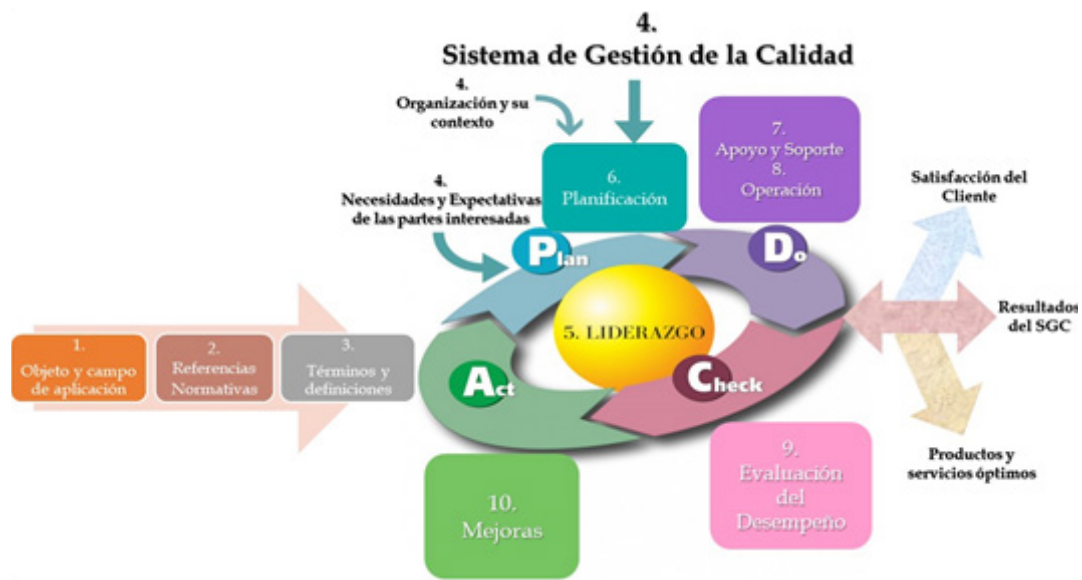 4.
Sistema de Gestión de la Calidad
4.
Organización y su
contexto
4.
Necesidades y Expectativas
de las partes interesadas
6.
Planificación
7.
Apoyo y Soporte
8.
Operación
Plan
Do
5. LIDERAZGO
Act
Check
1.
Objeto y campo
de aplicación
2.
Referencias
Normativas
3.
Términos y
definiciones
10.
Mejoras
9.
Evaluación
del
Desempeño
Satisfacción del
Cliente
Resultados
del SGC
Productos y
servicios óptimos